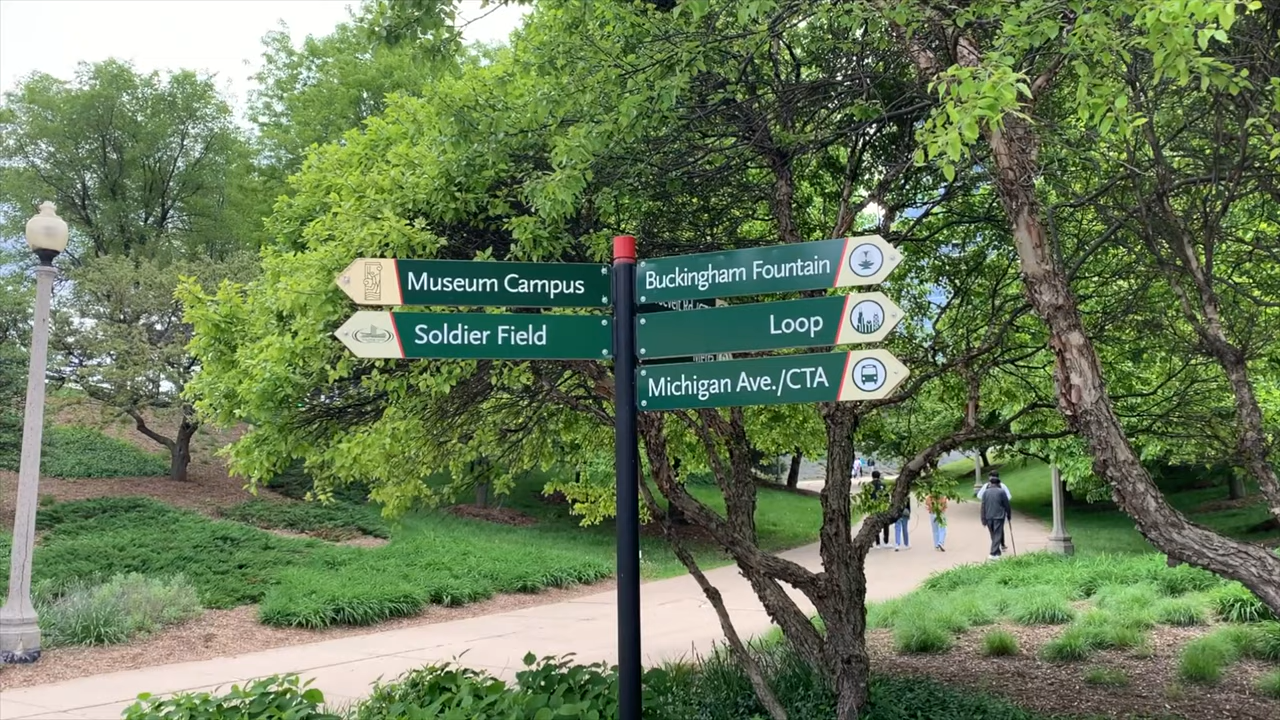 Museum Campus
Soldier Field
Buckingham Fountain
Loop
Michigan Ave./CTA